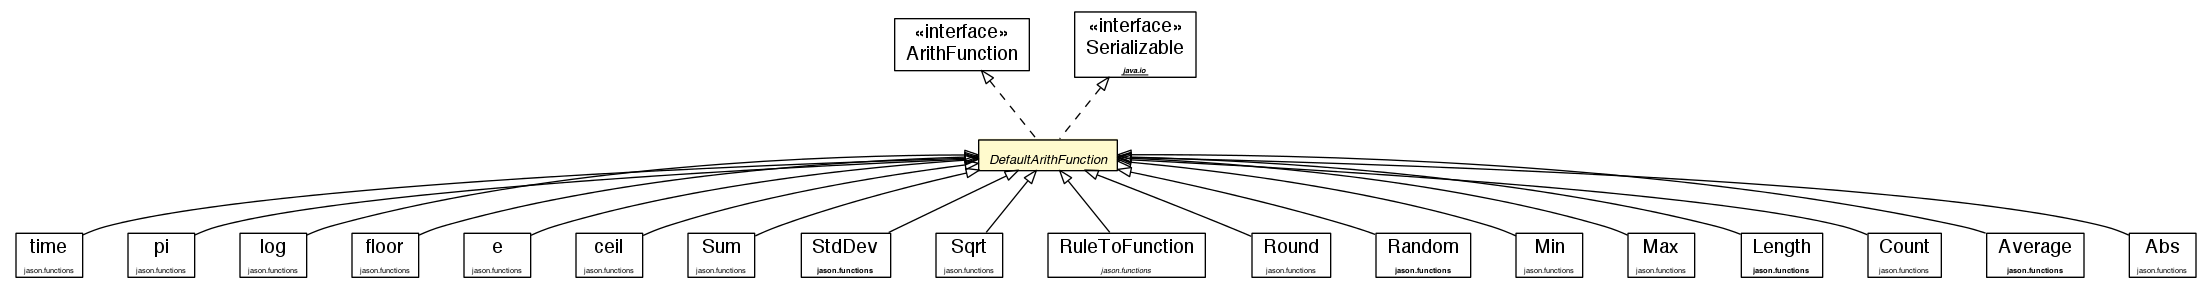 «interface»
ArithFunction
«interface»
Serializable
java.io
DefaultArithFunction
time
jason.functions
pi
jason.functions
log
jason.functions
floor
jason.functions
e
jason.functions
ceil
jason.functions
Sum
jason.functions
StdDev
jason.functions
Sqrt
jason.functions
RuleToFunction
jason.functions
Round
jason.functions
Random
jason.functions
Min
jason.functions
Max
jason.functions
Length
jason.functions
Count
jason.functions
Average
jason.functions
Abs
jason.functions